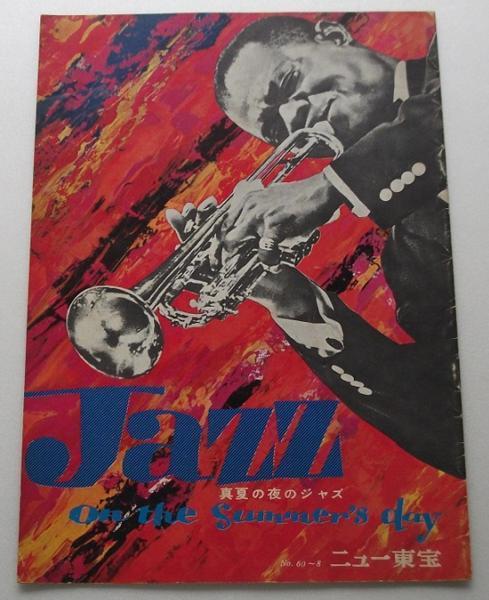 Jazz
真夏の夜のジャズ
on the Summer's day
No. 60～8 ニュー東宝